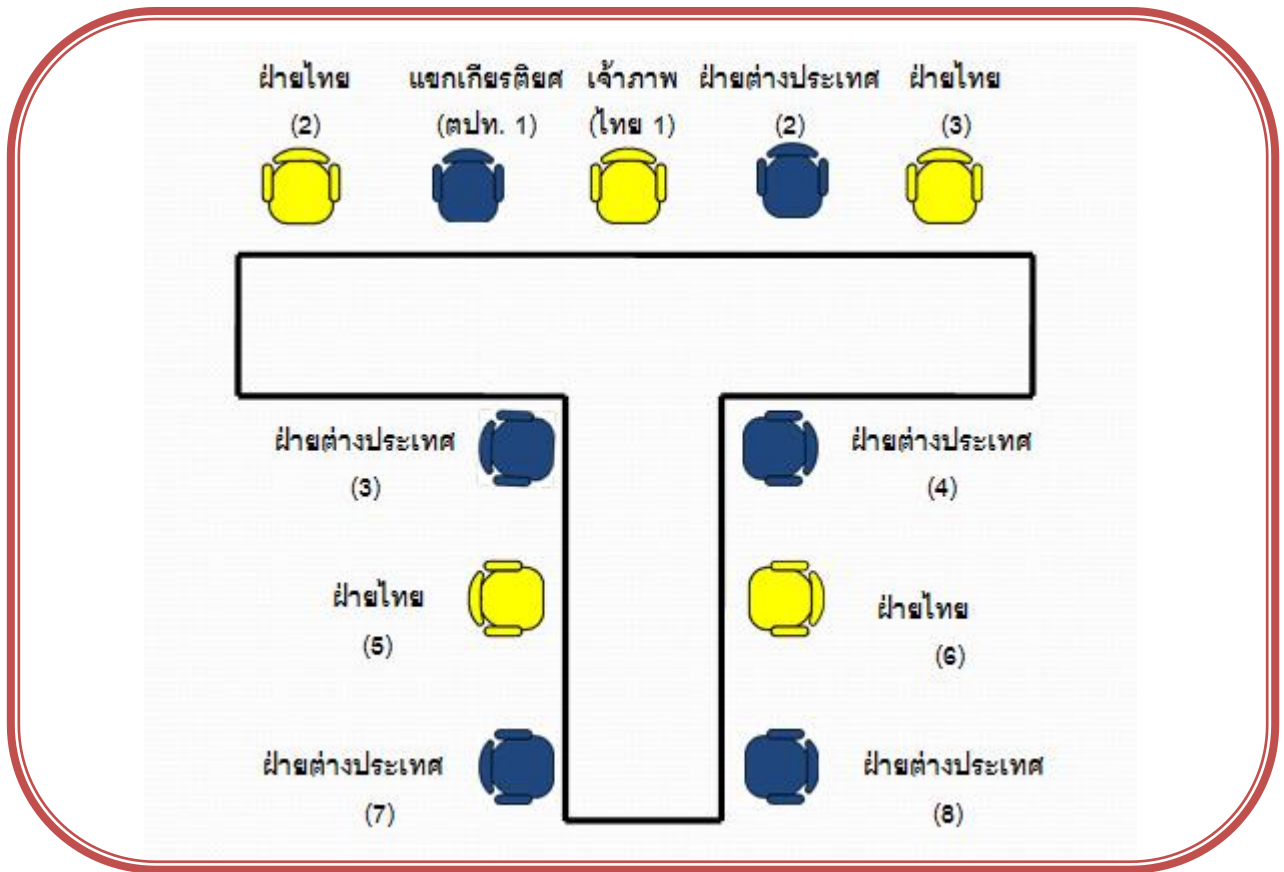 ฝ่ายไทย แขกเกียรติยศ เจ้าภาพ ฝ่ายต่างประเทศ ฝ่ายไทย
(2) (ตปท. 1) (ไทย 1) (2) (3)
ฝ่ายต่างประเทศ ฝ่ายต่างประเทศ
(3) (4)
ฝ่ายไทย ฝ่ายไทย
(5) (6)
ฝ่ายต่างประเทศ ฝ่ายต่างประเทศ
(7) (8)